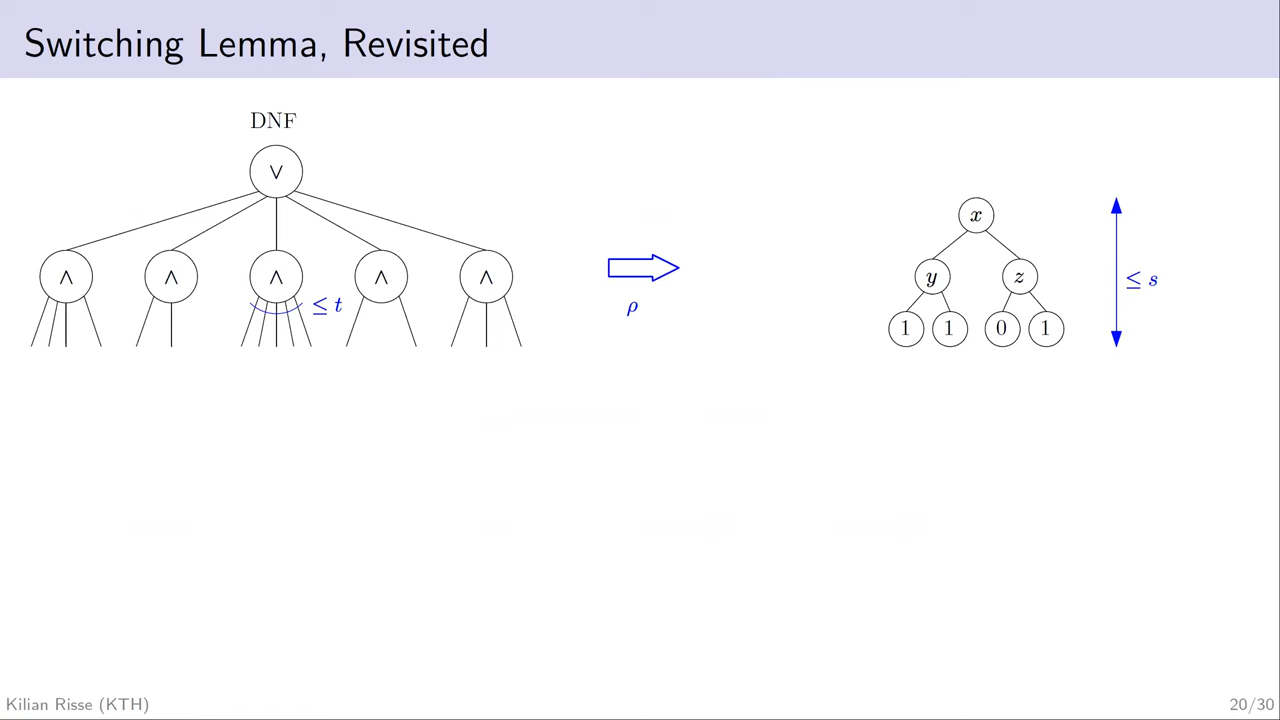 Switching Lemma, Revisited
DNF
∨
∧ ∧ ∧ ∧ ∧
≤ t
ρ
x
y z
1 1 0 1
≤ s
Kilian Risse (KTH)
20/30